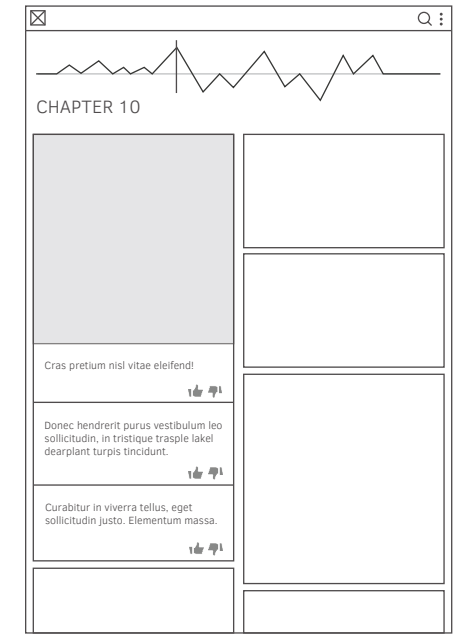 CHAPTER 10
Cras pretium nisl vitae eleifend!
Donec hendrerit purus vestibulum leo
sollicitudin, in tristique trasple lakel
dearplant turpis tincidunt.
Curabitur in viverra tellus, eget
sollicitudin justo. Elementum massa.